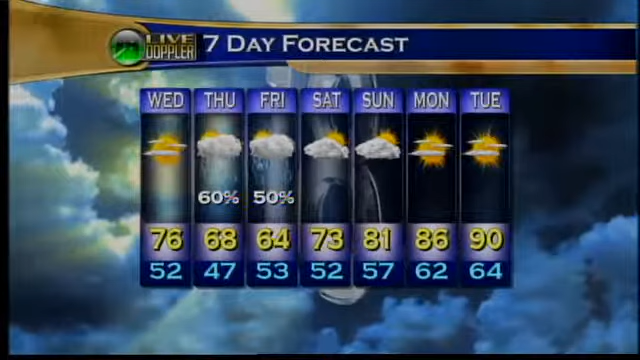 LIVE
DOPPLER
7 DAY FORECAST
WED THU FRI SAT SUN MON TUE
60% 50%
76 68 64 73 81 86 90
52 47 53 52 57 62 64